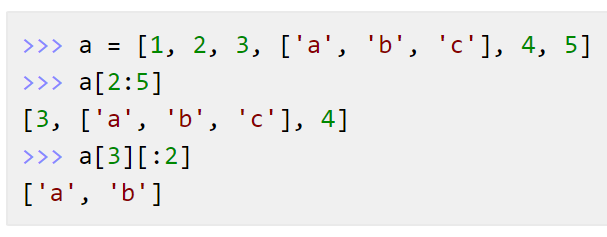 >>> a = [1, 2, 3, ['a', 'b', 'c'], 4, 5]
>>> a[2:5]
[3, ['a', 'b', 'c'], 4]
>>> a[3][:2]
['a', 'b']